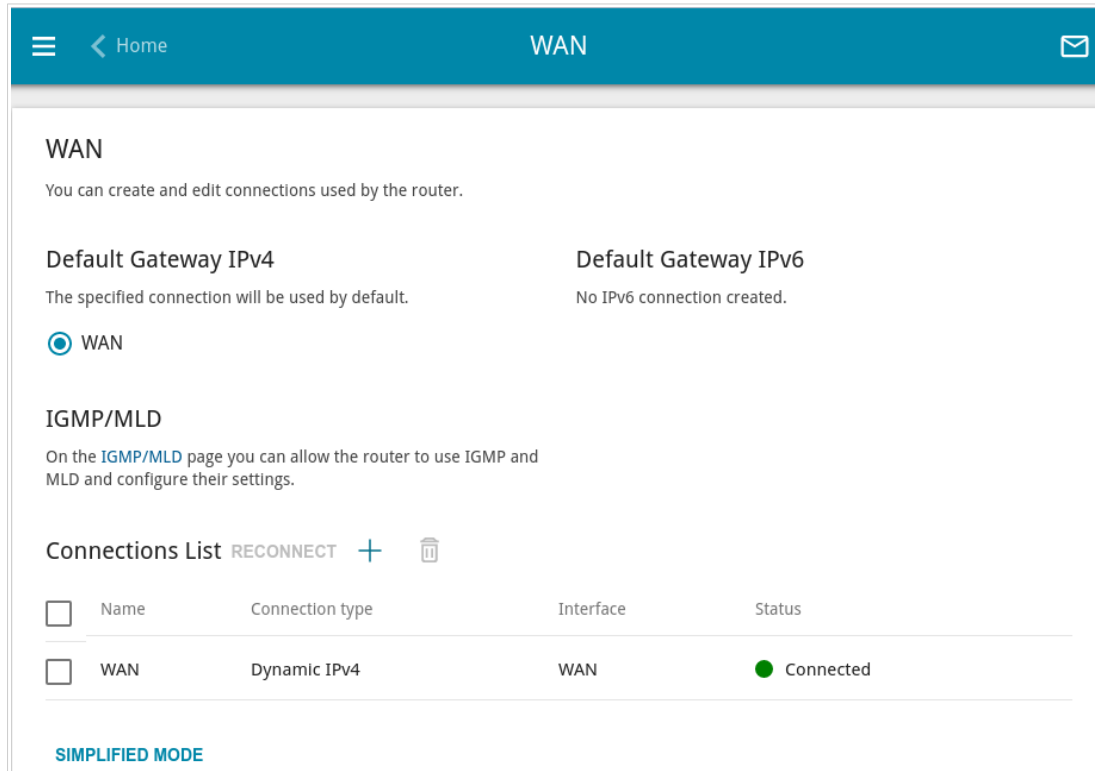 Home
WAN
WAN
You can create and edit connections used by the router.
Default Gateway IPv4
The specified connection will be used by default.
WAN
Default Gateway IPv6
No IPv6 connection created.
IGMP/MLD
On the IGMP/MLD page you can allow the router to use IGMP and
MLD and configure their settings.
Connections List RECONNECT
Name Connection type Interface Status
WAN Dynamic IPv4 WAN Connected
SIMPLIFIED MODE